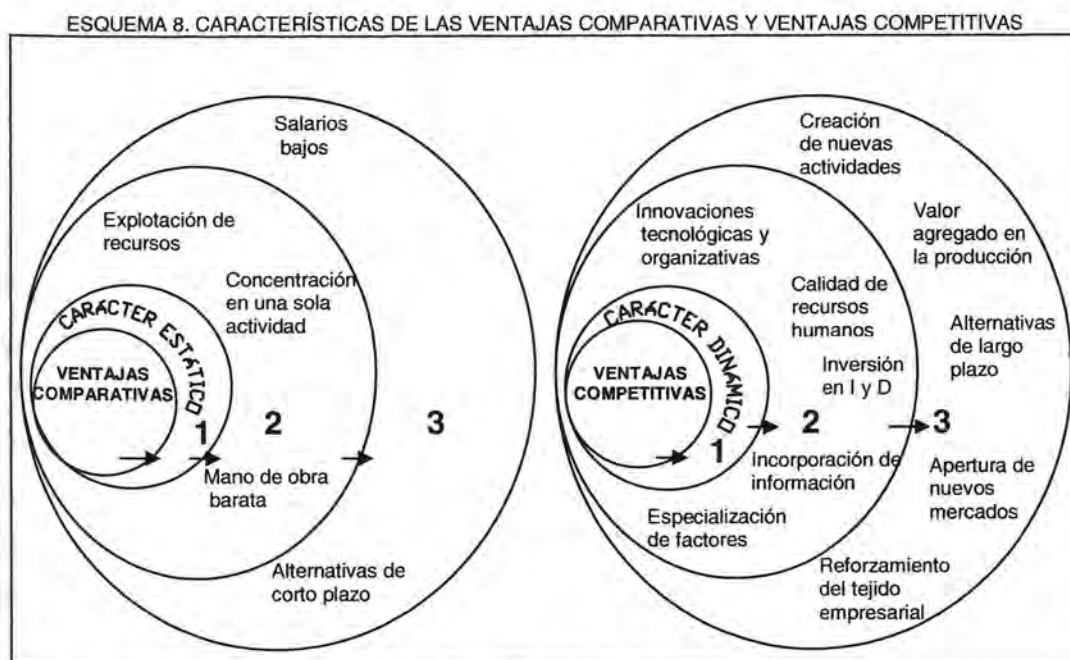 ESQUEMA 8. CARACTERÍSTICAS DE LAS VENTAJAS COMPARATIVAS Y VENTAJAS COMPETITIVAS
Salarios
bajos
Explotación de
recursos
Concentración
en una sola
actividad
CARÁCTER ESTÁTICO
VENTAJAS
COMPARATIVAS
1
2
3
Mano de obra
barata
Alternativas de
corto plazo
Creación
de nuevas
actividades
Innovaciones
tecnológicas y
organizativas
Valor
agregado en
la producción
Calidad de
recursos
humanos
CARÁCTER DINÁMICO
Alternativas
de largo
plazo
VENTAJAS
COMPETITIVAS
Inversión
en I y D
1
2
3
Incorporación de
información
Apertura de
nuevos
mercados
Especialización
de factores
Reforzamiento
del tejido
empresarial